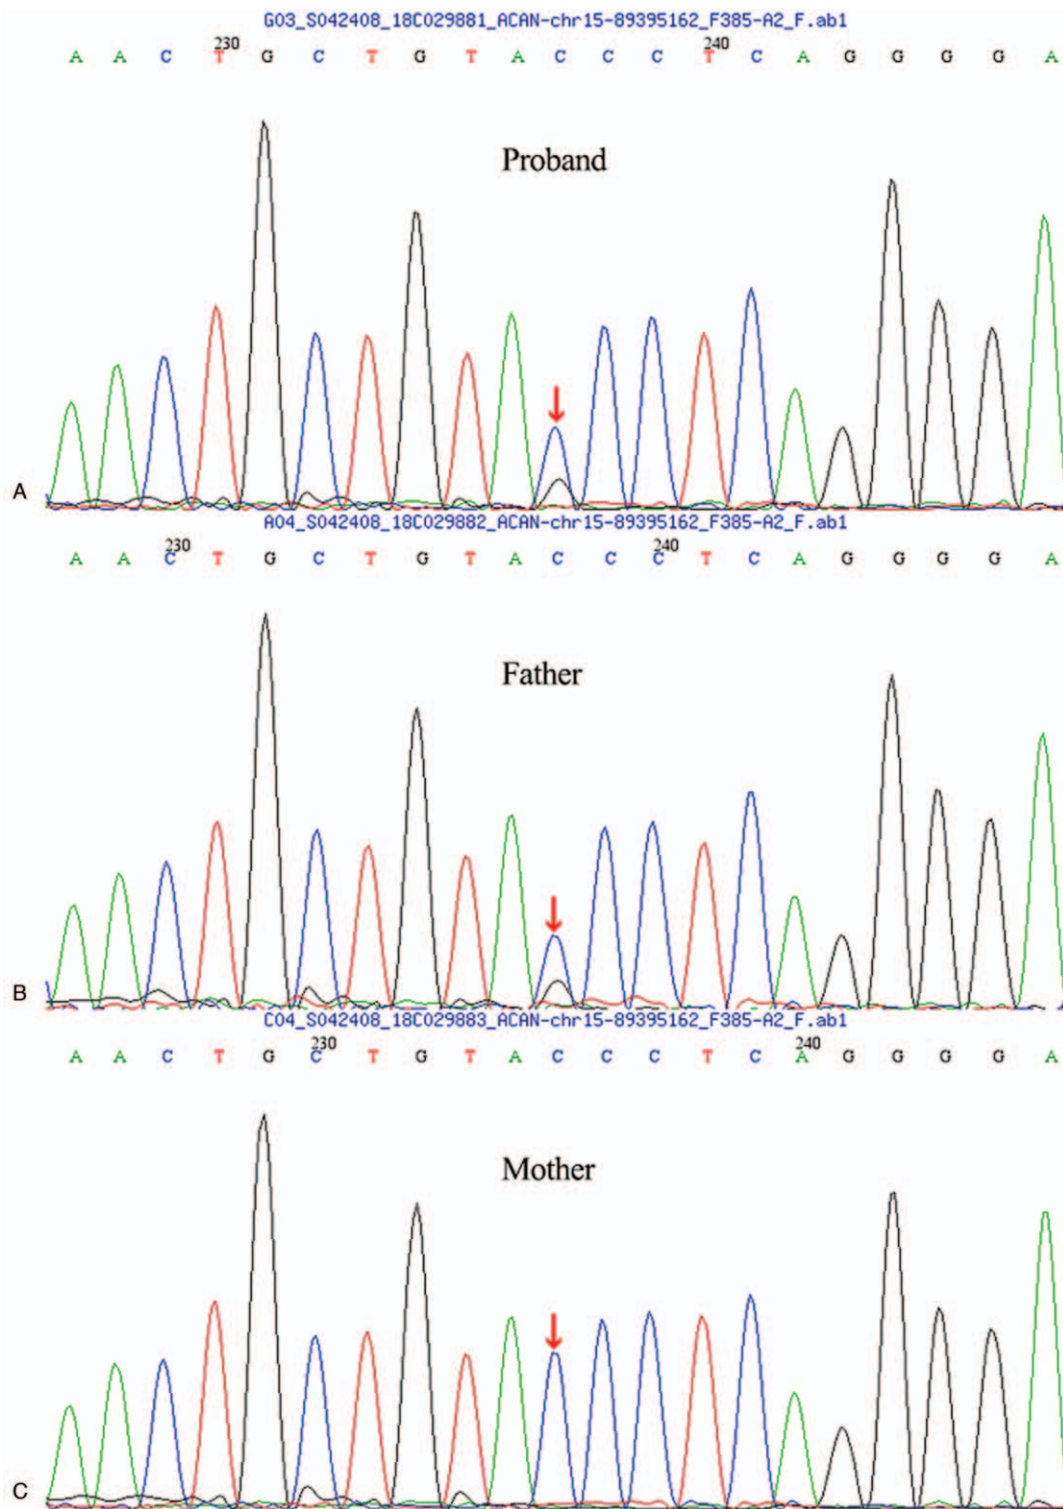 G03_S042408_18C029881_ACAN-chr15-89395162_F385-A2_F.ab1
230 240
A A C T G C T G T A C C C T C A G G G G A
Proband
A
A04_S042408_18C029882_ACAN-chr15-89395162_F385-A2_F.ab1
230 240
A A C T G C T G T A C C C T C A G G G G A
Father
B
C04_S042408_18C029883_ACAN-chr15-89395162_F385-A2_F.ab1
230 240
A A C T G C T G T A C C C T C A G G G G A
Mother
C